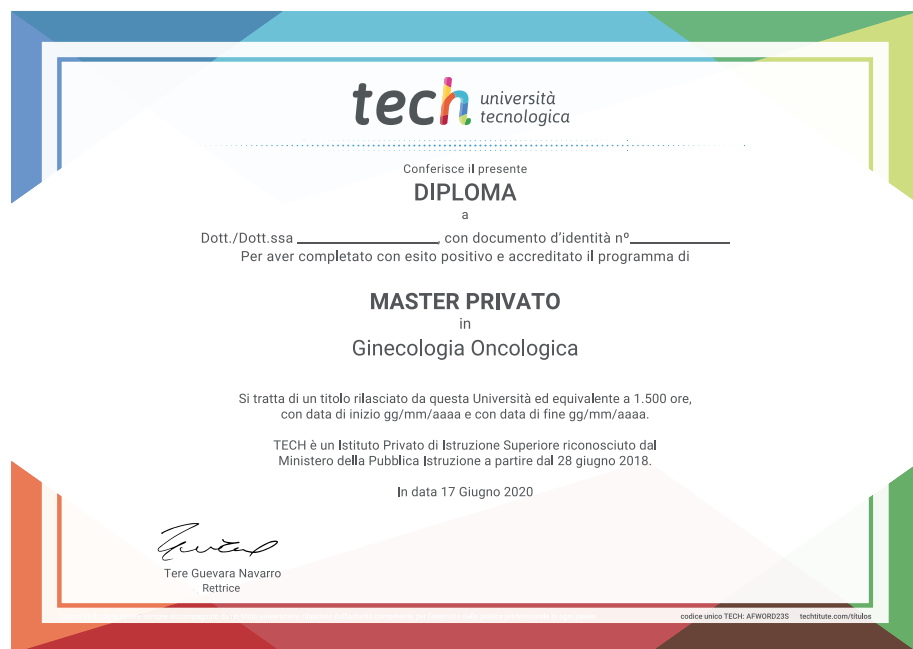 tech università
tecnologica
Conferisce il presente
DIPLOMA
a
Dott./Dott.ssa ____________________, con documento d'identità nº______________
Per aver completato con esito positivo e accreditato il programma di
MASTER PRIVATO
in
Ginecologia Oncologica
Si tratta di un titolo rilasciato da questa Università ed equivalente a 1.500 ore,
con data di inizio gg/mm/aaaa e con data di fine gg/mm/aaaa.
TECH è un Istituto Privato di Istruzione Superiore riconosciuto dal
Ministero della Pubblica Istruzione a partire dal 28 giugno 2018.
In data 17 Giugno 2020
Tere Guevara Navarro
Rettrice
codice unico TECH: AFWORD23S techtitute.com/titulos